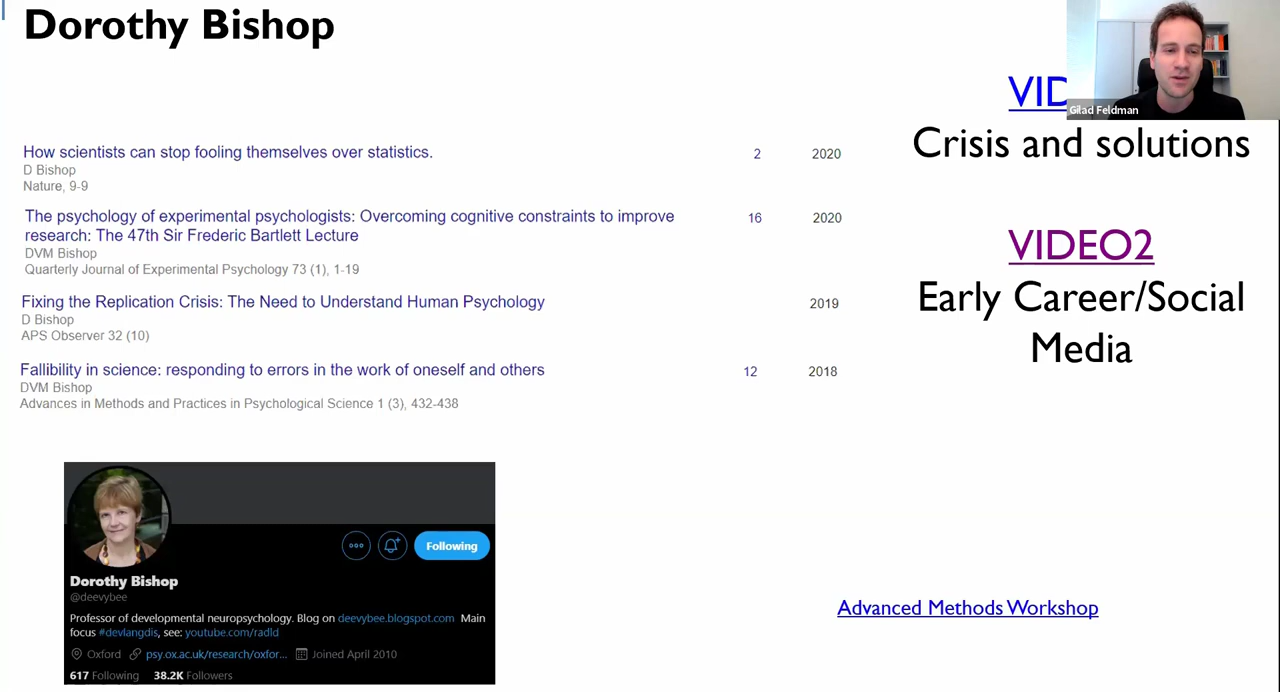 Dorothy Bishop
How scientists can stop fooling themselves over statistics.
2
2020
D Bishop
Nature, 9-9
The psychology of experimental psychologists: Overcoming cognitive constraints to improve
16
2020
research: The 47th Sir Frederic Bartlett Lecture
DVM Bishop
Quarterly Journal of Experimental Psychology 73 (1), 1-19
Fixing the Replication Crisis: The Need to Understand Human Psychology
2019
D Bishop
APS Observer 32 (10)
Fallibility in science: responding to errors in the work of oneself and others
12
2018
DVM Bishop
Advances in Methods and Practices in Psychological Science 1 (3), 432-438
VID
Gilad Feldman
Crisis and solutions
VIDEO2
Early Career/Social
Media
Following
Dorothy Bishop
@deevybee
Professor of developmental neuropsychology. Blog on deevybee.blogspot.com Main
focus #devlangdis, see: youtube.com/radld
Oxford psy.ox.ac.uk/research/oxfor... Joined April 2010
617 Following 38.2K Followers
Advanced Methods Workshop